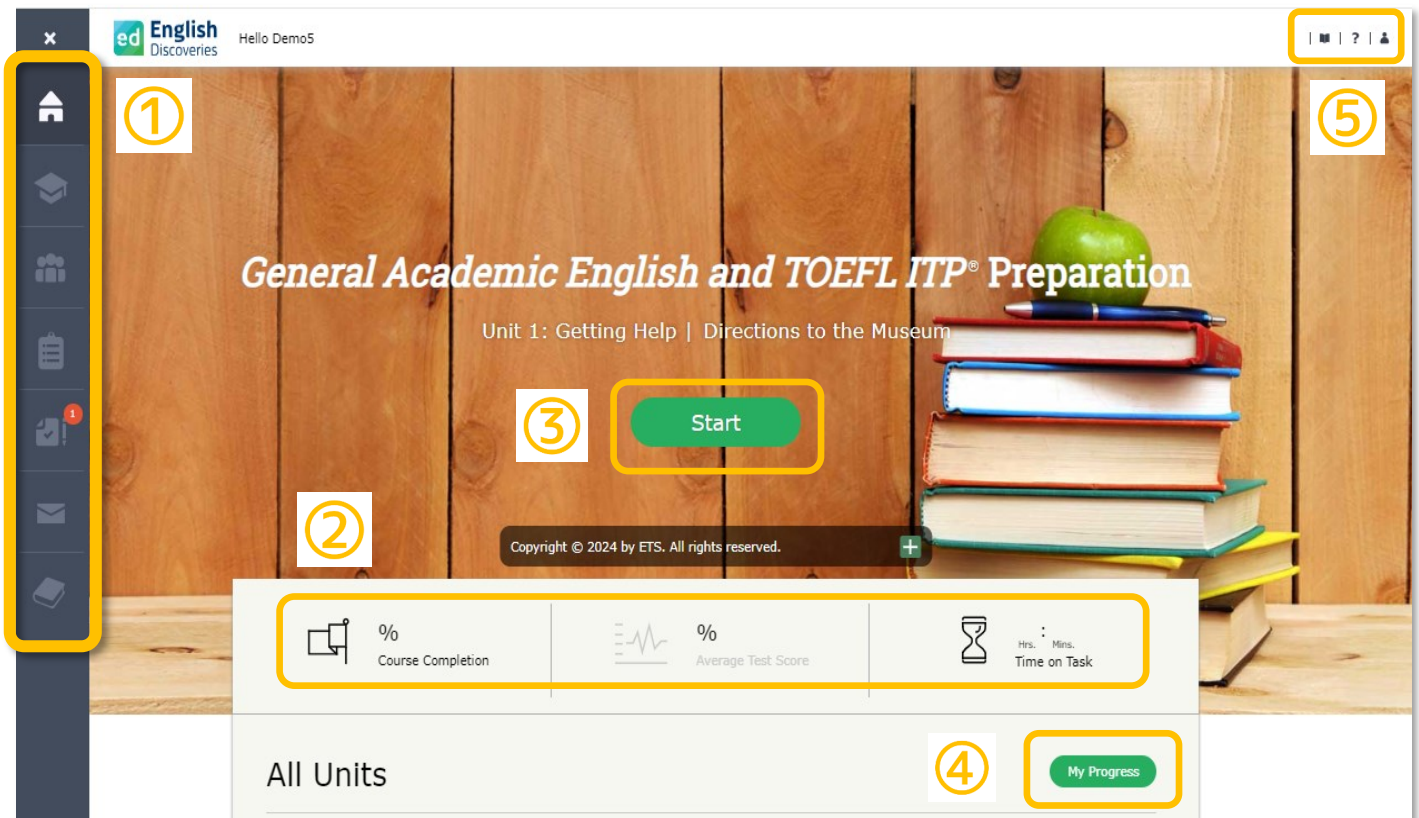 ×
ed English Discoveries
Hello Demo5
| | ? |
①
⑤
General Academic English and TOEFL ITP® Preparation
Unit 1: Getting Help | Directions to the Museum
③
Start
1
②
Copyright © 2024 by ETS. All rights reserved.
+
%
Course Completion
%
Average Test Score
:
Hrs. Mins.
Time on Task
All Units
④
My Progress